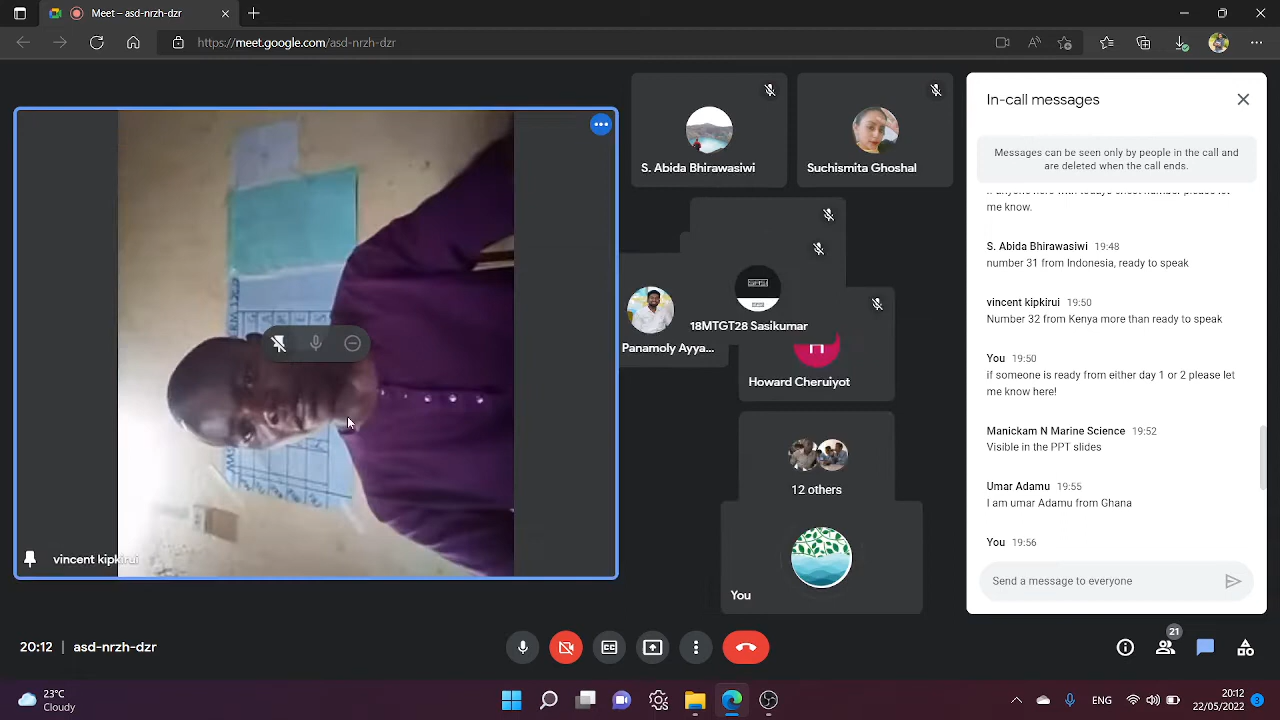 Meet – asd-nrzh-dzr
https://meet.google.com/asd-nrzh-dzr
S. Abida Bhirawasiwi
Suchismita Ghoshal
18MTGT28 Sasikumar
Panamoly Ayya...
Howard Cheruiyot
12 others
You
vincent kipkirui
In-call messages
Messages can be seen only by people in the call and
are deleted when the call ends.
me know.
S. Abida Bhirawasiwi 19:48
number 31 from Indonesia, ready to speak
vincent kipkirui 19:50
Number 32 from Kenya more than ready to speak
You 19:50
if someone is ready from either day 1 or 2 please let
me know here!
Manickam N Marine Science 19:52
Visible in the PPT slides
Umar Adamu 19:55
I am umar Adamu from Ghana
You 19:56
Send a message to everyone
20:12 | asd-nrzh-dzr
21
23°C
Cloudy
ENG
20:12
22/05/2022
3